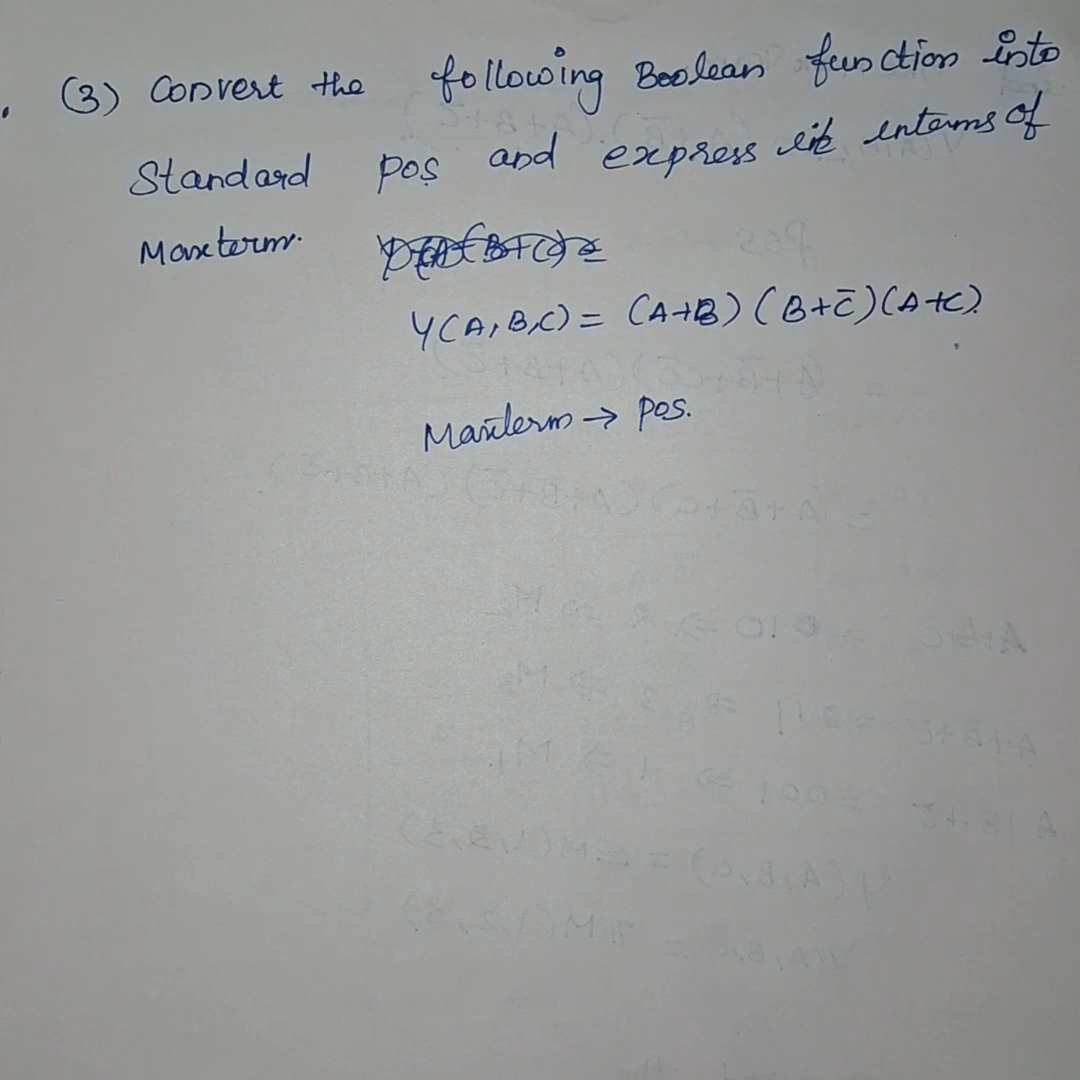 (3) Convert the following Boolean function into
Standard POS and express it interms of
Maxterm.
Y(A,B,C) = (A+B) (B+C̅)(A+C).
Maxterm → POS.